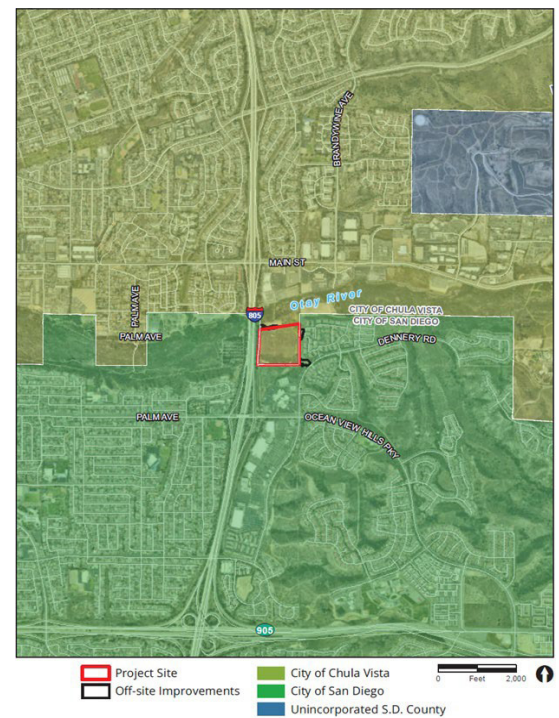 BRANDYWINE AVE
MAIN ST
Otay River
PALM AVE
805
CITY OF CHULA VISTA
CITY OF SAN DIEGO
PALM AVE
DENNERY RD
PALM AVE
OCEAN VIEW HILLS PKY
905
Project Site
Off-site Improvements
City of Chula Vista
City of San Diego
Unincorporated S.D. County
0 Feet 2,000